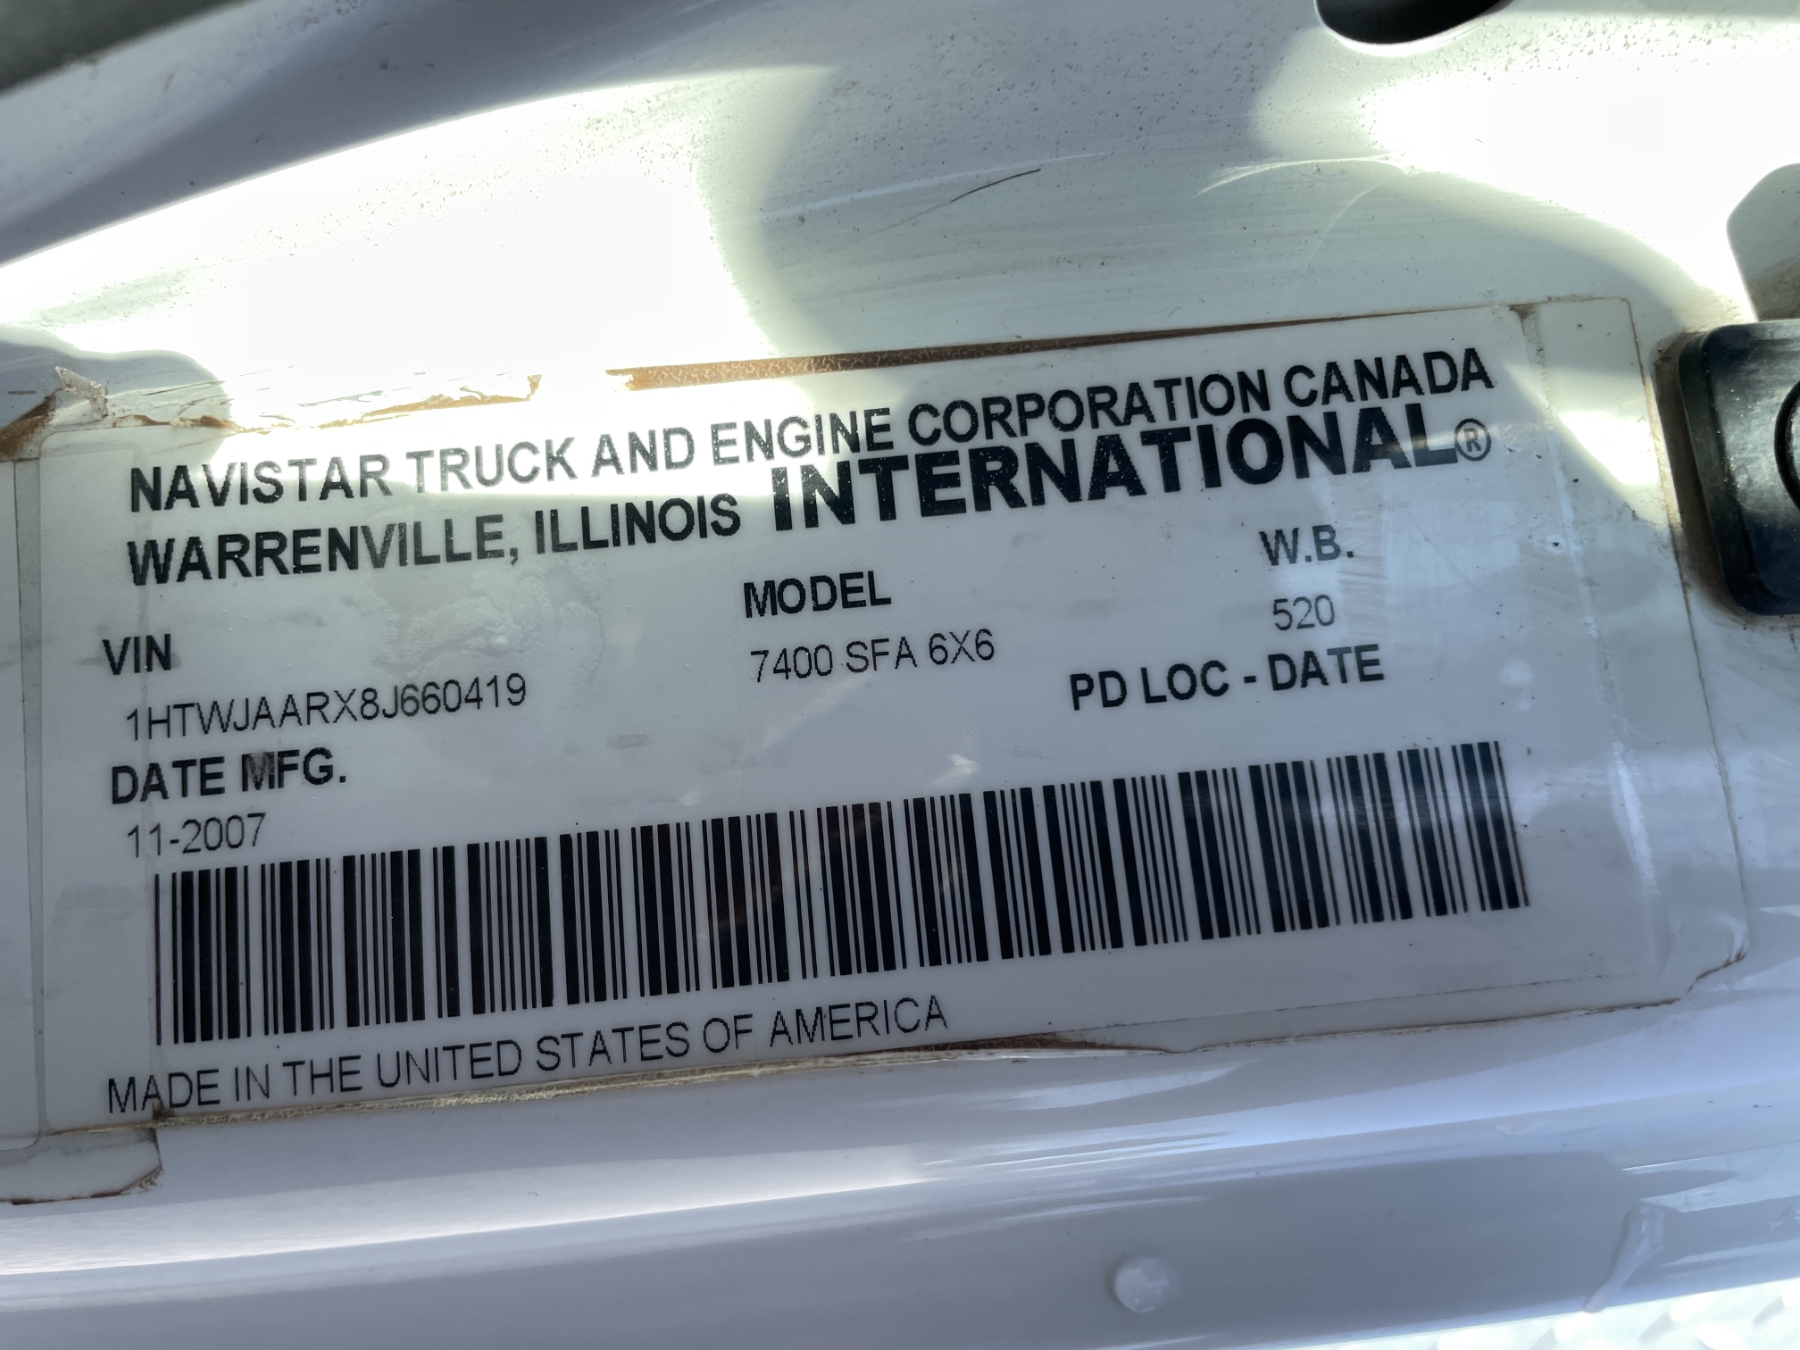 NAVISTAR TRUCK AND ENGINE CORPORATION CANADA
WARRENVILLE, ILLINOIS INTERNATIONAL®
VIN MODEL W.B.
1HTWJAARX8J660419 7400 SFA 6X6 520
DATE MFG. PD LOC - DATE
11-2007
MADE IN THE UNITED STATES OF AMERICA